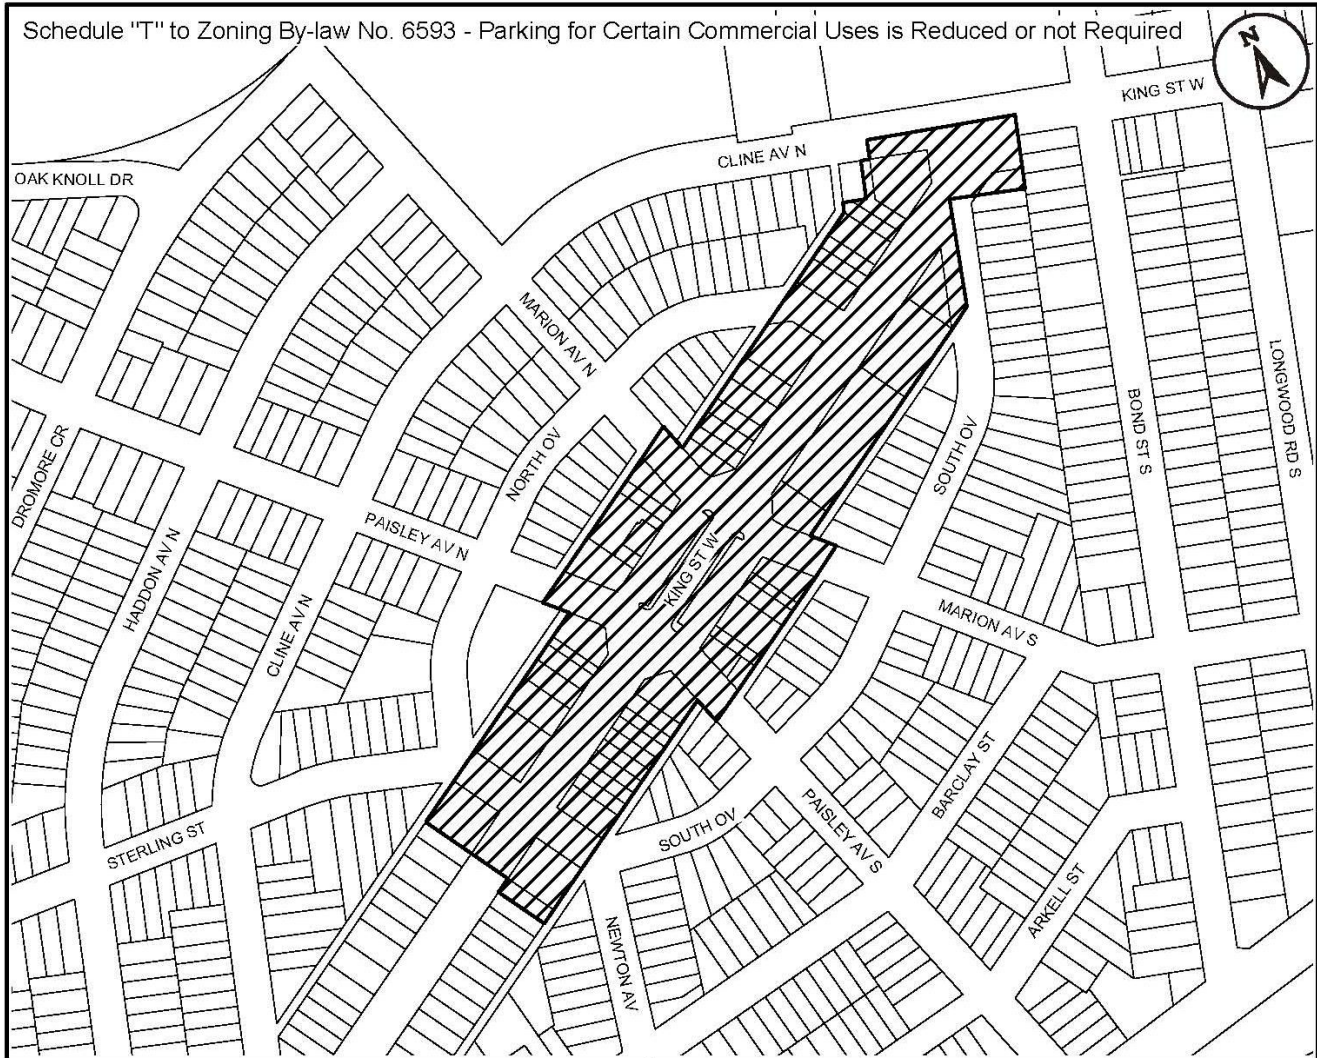 Schedule "T" to Zoning By-law No. 6593 - Parking for Certain Commercial Uses is Reduced or not Required
N
KING ST W
CLINE AV N
OAK KNOLL DR
MARION AV N
LONGWOOD RD S
BOND ST S
DROMORE CR
NORTH OV
SOUTH OV
PAISLEY AV N
HADDON AV N
KING ST W
CLINE AV N
MARION AV S
STERLING ST
SOUTH OV
PAISLEY AV S
BARCLAY ST
ARKELL ST
NEWTON AV